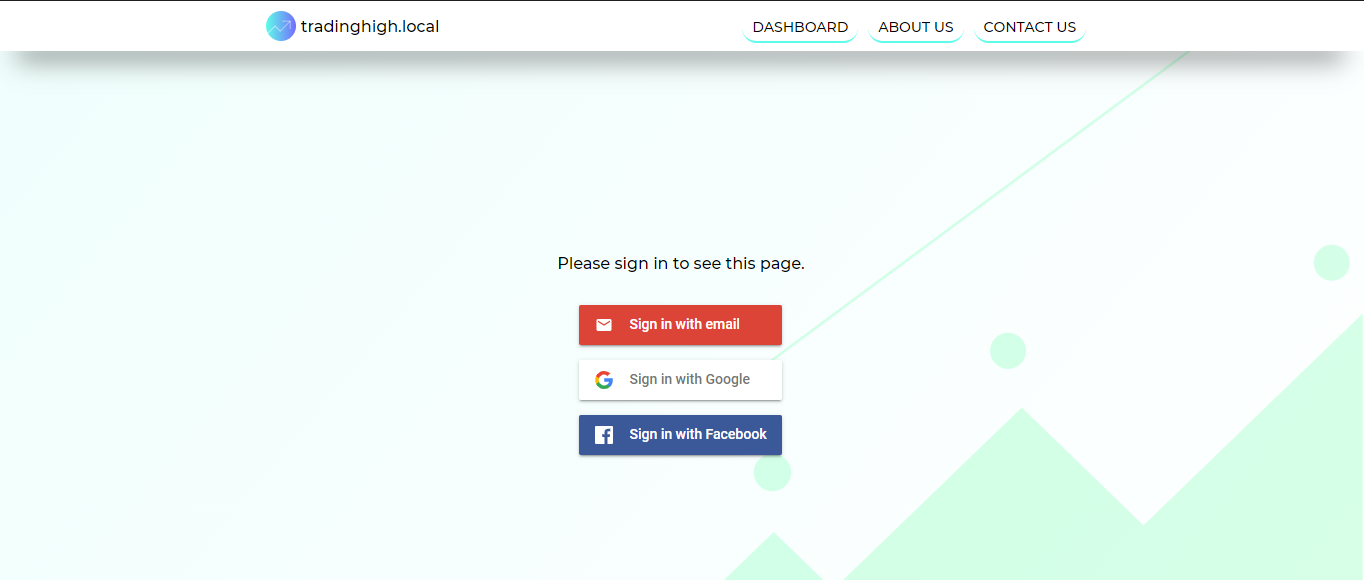 tradinghigh.local DASHBOARD ABOUT US CONTACT US
Please sign in to see this page.
Sign in with email
Sign in with Google
Sign in with Facebook